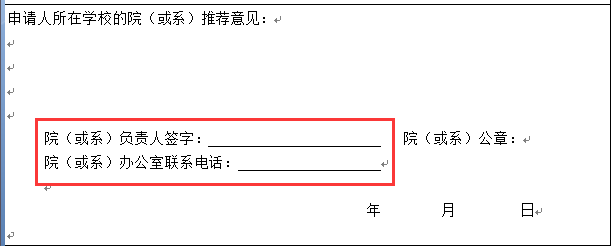 申请人所在学校的院（或系）推荐意见：
院（或系）负责人签字：＿＿＿＿＿＿＿＿＿＿＿ 院（或系）公章：
院（或系）办公室联系电话：＿＿＿＿＿＿＿＿＿
年 月 日